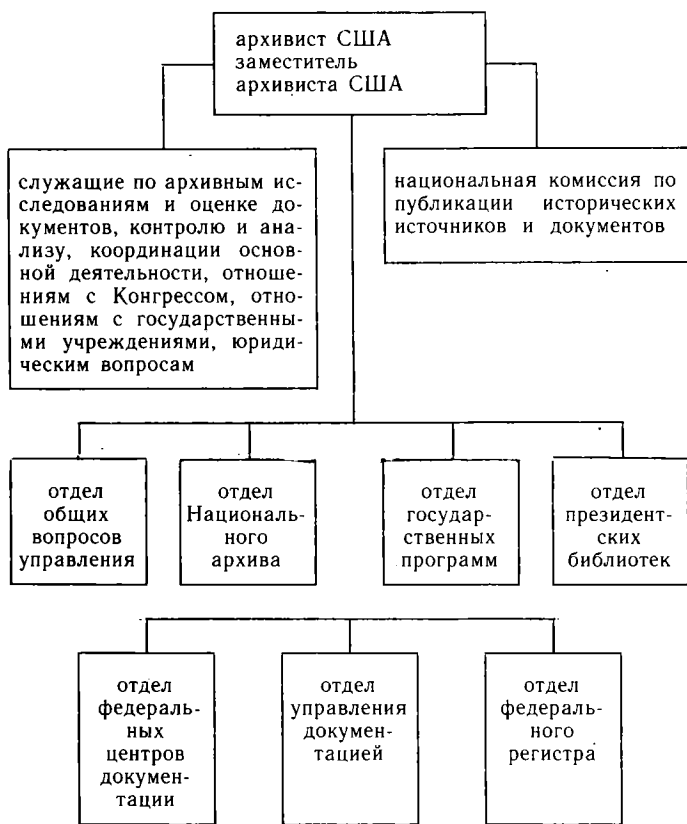 архивист США
заместитель
архивиста США
служащие по архивным ис-
следованиям и оценке до-
кументов, контролю и ана-
лизу, координации основ-
ной деятельности, отноше-
ниям с Конгрессом, отно-
шениям с государственны-
ми учреждениями, юриди-
ческим вопросам
национальная комиссия по
публикации исторических
источников и документов
отдел
общих
вопросов
управления
отдел
Националь-
ного
архива
отдел
государ-
ственных
программ
отдел
президент-
ских
библиотек
отдел
федераль-
ных
центров
документ-
тации
отдел
управления
докумен-
тацией
отдел
федераль-
ного
регистра